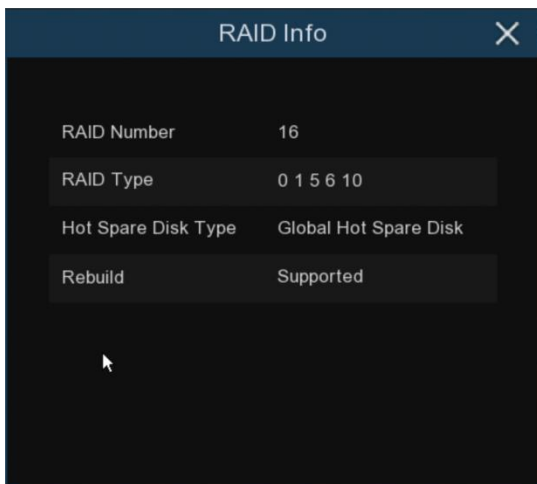 RAID Info
RAID Number 16
RAID Type 0 1 5 6 10
Hot Spare Disk Type Global Hot Spare Disk
Rebuild Supported